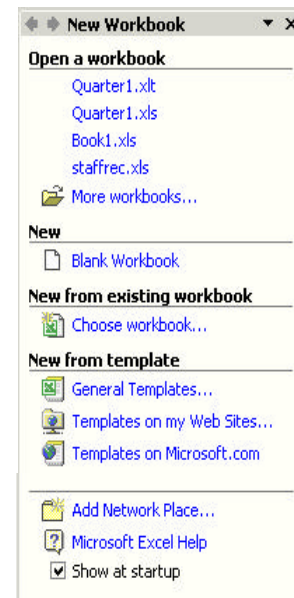 New Workbook
Open a workbook
Quarter1.xlt
Quarter1.xls
Book1.xls
staffrec.xls
More workbooks...
New
Blank Workbook
New from existing workbook
Choose workbook...
New from template
General Templates...
Templates on my Web Sites...
Templates on Microsoft.com
Add Network Place...
Microsoft Excel Help
Show at startup